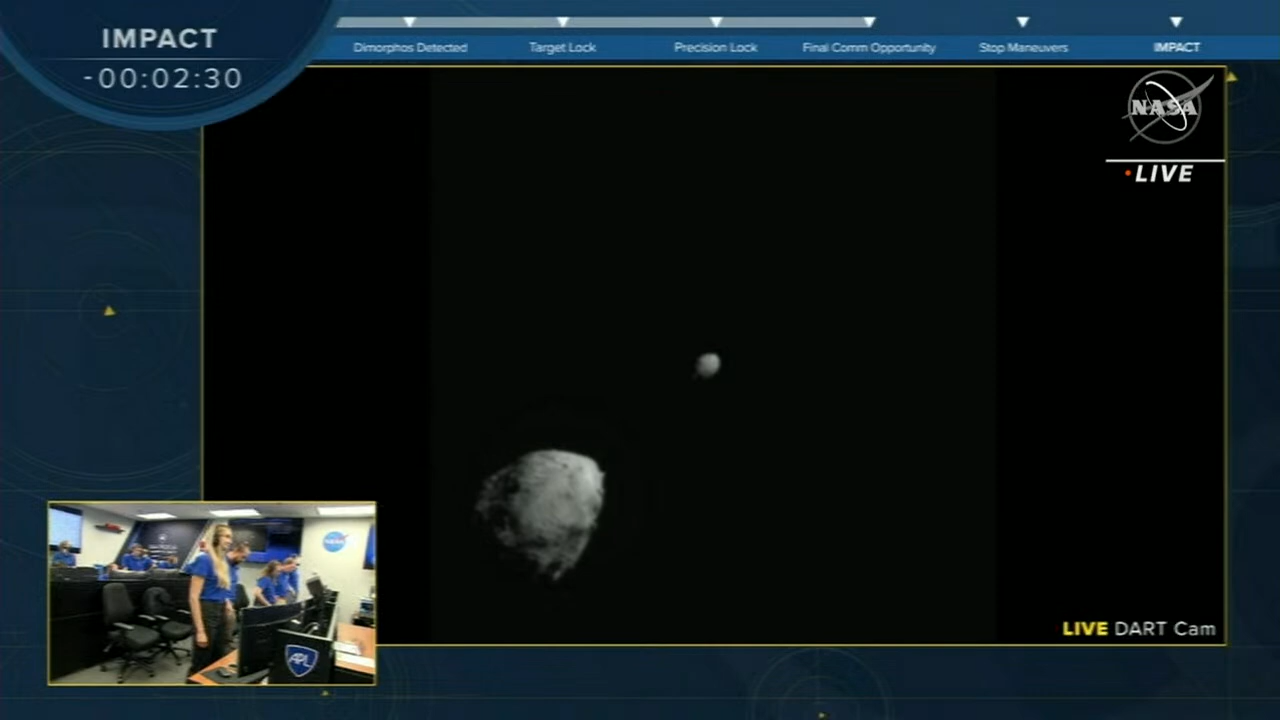 IMPACT
-00:02:30
Dimorphos Detected
Target Lock
Precision Lock
Final Comm Opportunity
Stop Maneuvers
IMPACT
NASA
LIVE
NASA
APL
LIVE DART Cam